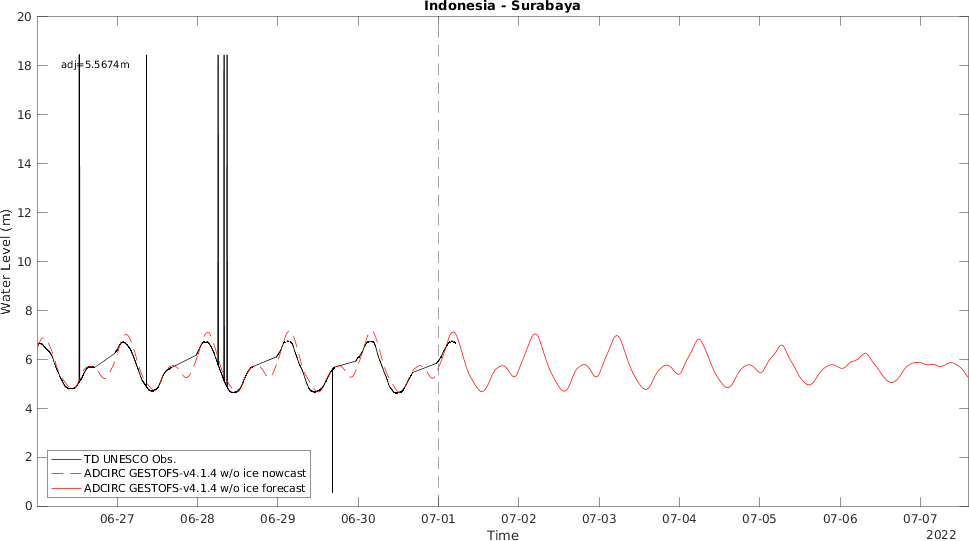 Indonesia - Surabaya
20
18
16
14
12
10
8
6
4
2
0
Water Level (m)
adj=5.5674m
TD UNESCO Obs.
ADCIRC GESTOFS-v4.1.4 w/o ice nowcast
ADCIRC GESTOFS-v4.1.4 w/o ice forecast
06-27 06-28 06-29 06-30 07-01 07-02 07-03 07-04 07-05 07-06 07-07
Time
2022